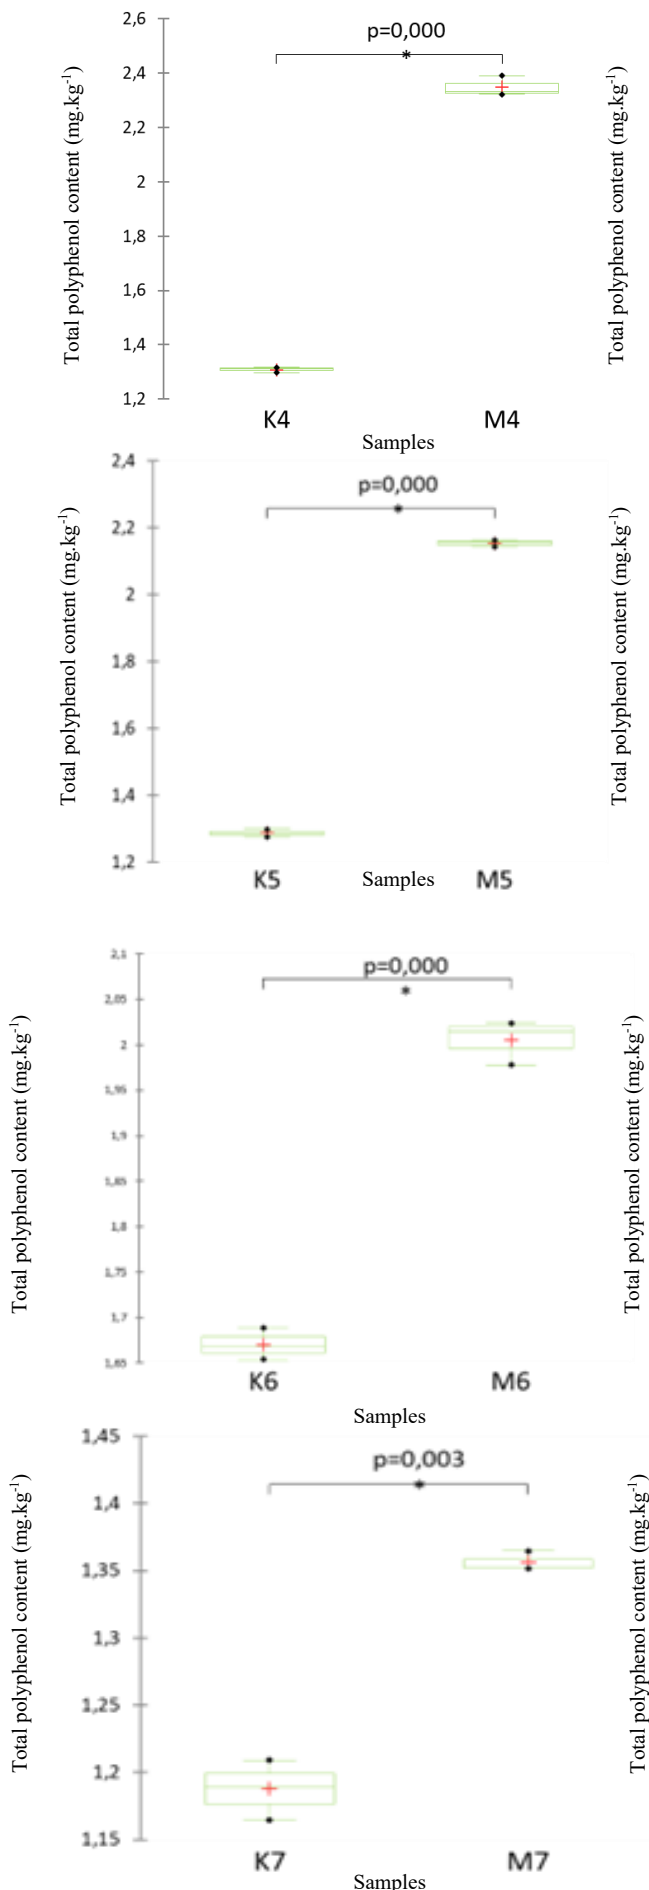 Total polyphenol content (mg.kg-1)
2,6
2,4
2,2
2
1,8
1,6
1,4
1,2
p=0,000
*
K4
M4
Samples
Total polyphenol content (mg.kg-1)
Total polyphenol content (mg.kg-1)
2,4
2,2
2
1,8
1,6
1,4
1,2
p=0,000
*
K5
Samples
M5
Total polyphenol content (mg.kg-1)
Total polyphenol content (mg.kg-1)
2,1
2,05
2
1,95
1,9
1,85
1,8
1,75
1,7
1,65
p=0,000
*
K6
M6
Samples
Total polyphenol content (mg.kg-1)
Total polyphenol content (mg.kg-1)
1,45
1,4
1,35
1,3
1,25
1,2
1,15
p=0,003
*
K7
M7
Samples
Total polyphenol content (mg.kg-1)